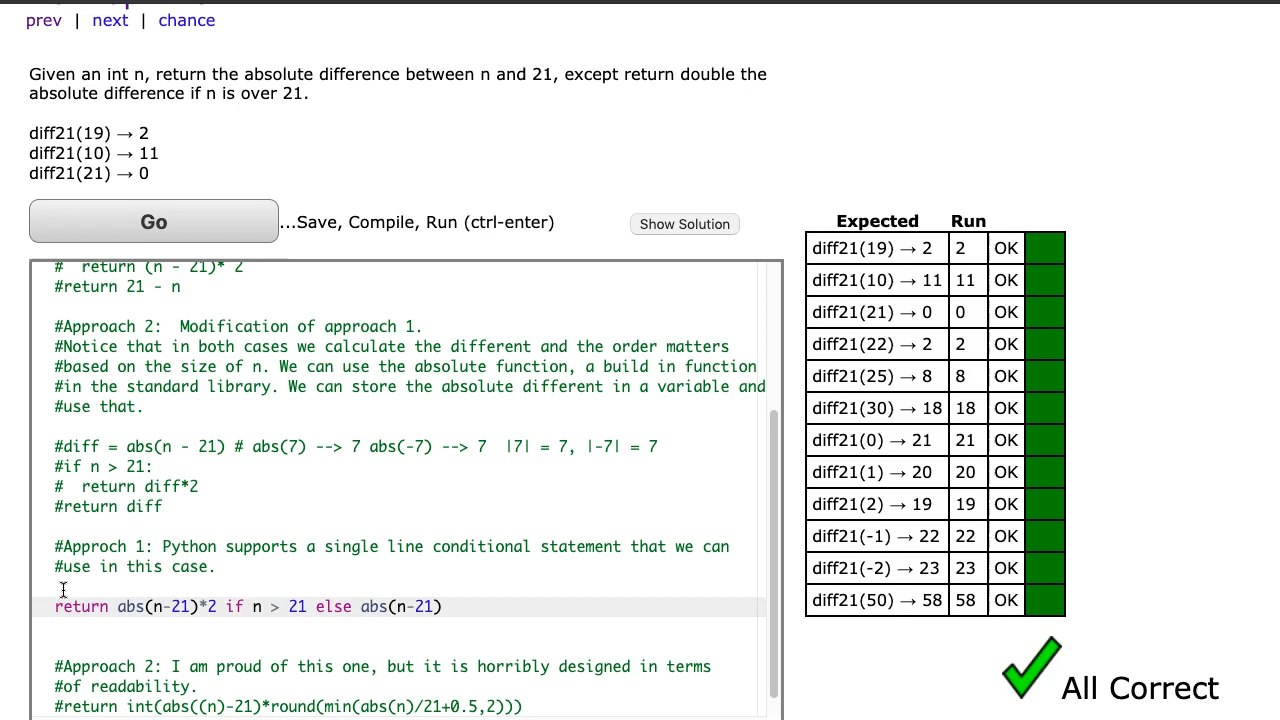 prev | next | chance
Given an int n, return the absolute difference between n and 21, except return double the
absolute difference if n is over 21.
diff21(19) → 2
diff21(10) → 11
diff21(21) → 0
Go ...Save, Compile, Run (ctrl-enter) Show Solution
#  return (n - 21)* 2
#return 21 - n
#Approach 2:  Modification of approach 1.
#Notice that in both cases we calculate the different and the order matters
#based on the size of n. We can use the absolute function, a build in function
#in the standard library. We can store the absolute different in a variable and
#use that.
#diff = abs(n - 21) # abs(7) --> 7 abs(-7) --> 7  |7| = 7, |-7| = 7
#if n > 21:
#  return diff*2
#return diff
#Approch 1: Python supports a single line conditional statement that we can
#use in this case.
return abs(n-21)*2 if n > 21 else abs(n-21)
#Approach 2: I am proud of this one, but it is horribly designed in terms
#of readability.
#return int(abs((n)-21)*round(min(abs(n)/21+0.5,2)))
Expected Run
diff21(19) → 2 2 OK
diff21(10) → 11 11 OK
diff21(21) → 0 0 OK
diff21(22) → 2 2 OK
diff21(25) → 8 8 OK
diff21(30) → 18 18 OK
diff21(0) → 21 21 OK
diff21(1) → 20 20 OK
diff21(2) → 19 19 OK
diff21(-1) → 22 22 OK
diff21(-2) → 23 23 OK
diff21(50) → 58 58 OK
All Correct